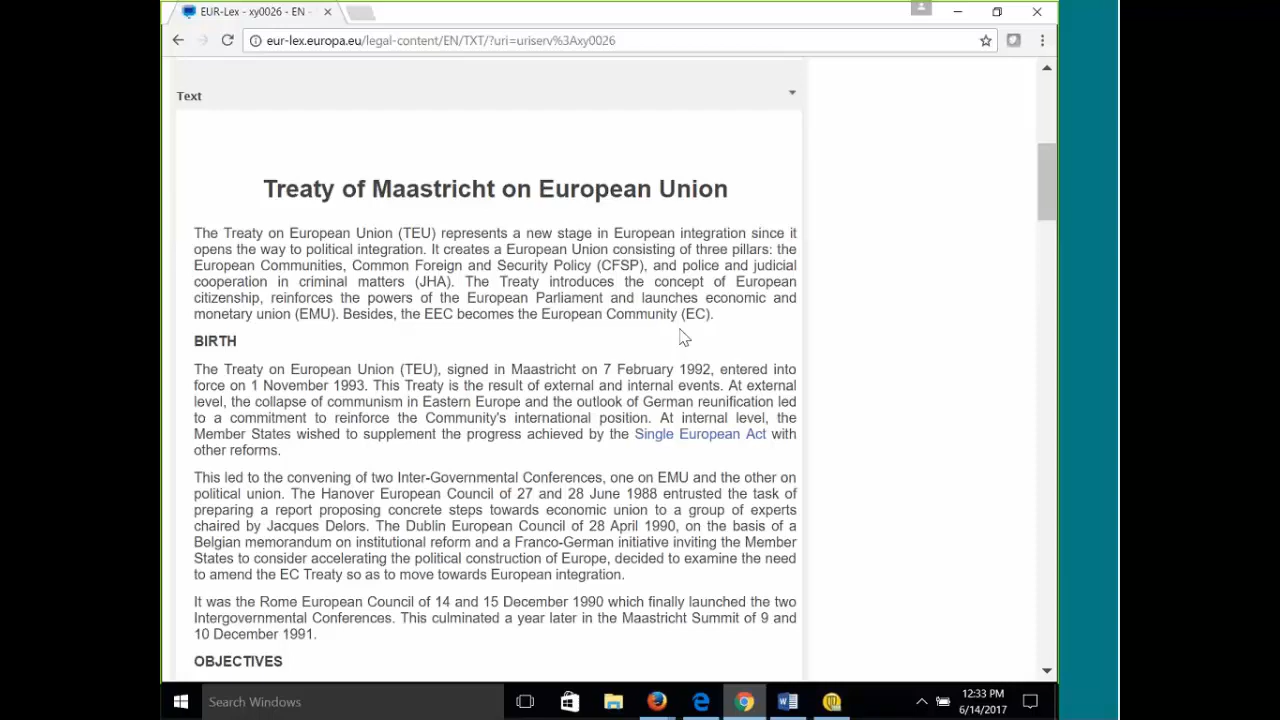 EUR-Lex - xy0026 - EN -
eur-lex.europa.eu/legal-content/EN/TXT/?uri=uriserv%3Axy0026
Text
Treaty of Maastricht on European Union
The Treaty on European Union (TEU) represents a new stage in European integration since it
opens the way to political integration. It creates a European Union consisting of three pillars: the
European Communities, Common Foreign and Security Policy (CFSP), and police and judicial
cooperation in criminal matters (JHA). The Treaty introduces the concept of European
citizenship, reinforces the powers of the European Parliament and launches economic and
monetary union (EMU). Besides, the EEC becomes the European Community (EC).
BIRTH
The Treaty on European Union (TEU), signed in Maastricht on 7 February 1992, entered into
force on 1 November 1993. This Treaty is the result of external and internal events. At external
level, the collapse of communism in Eastern Europe and the outlook of German reunification led
to a commitment to reinforce the Community's international position. At internal level, the
Member States wished to supplement the progress achieved by the Single European Act with
other reforms.
This led to the convening of two Inter-Governmental Conferences, one on EMU and the other on
political union. The Hanover European Council of 27 and 28 June 1988 entrusted the task of
preparing a report proposing concrete steps towards economic union to a group of experts
chaired by Jacques Delors. The Dublin European Council of 28 April 1990, on the basis of a
Belgian memorandum on institutional reform and a Franco-German initiative inviting the Member
States to consider accelerating the political construction of Europe, decided to examine the need
to amend the EC Treaty so as to move towards European integration.
It was the Rome European Council of 14 and 15 December 1990 which finally launched the two
Intergovernmental Conferences. This culminated a year later in the Maastricht Summit of 9 and
10 December 1991.
OBJECTIVES
Search Windows
12:33 PM
6/14/2017